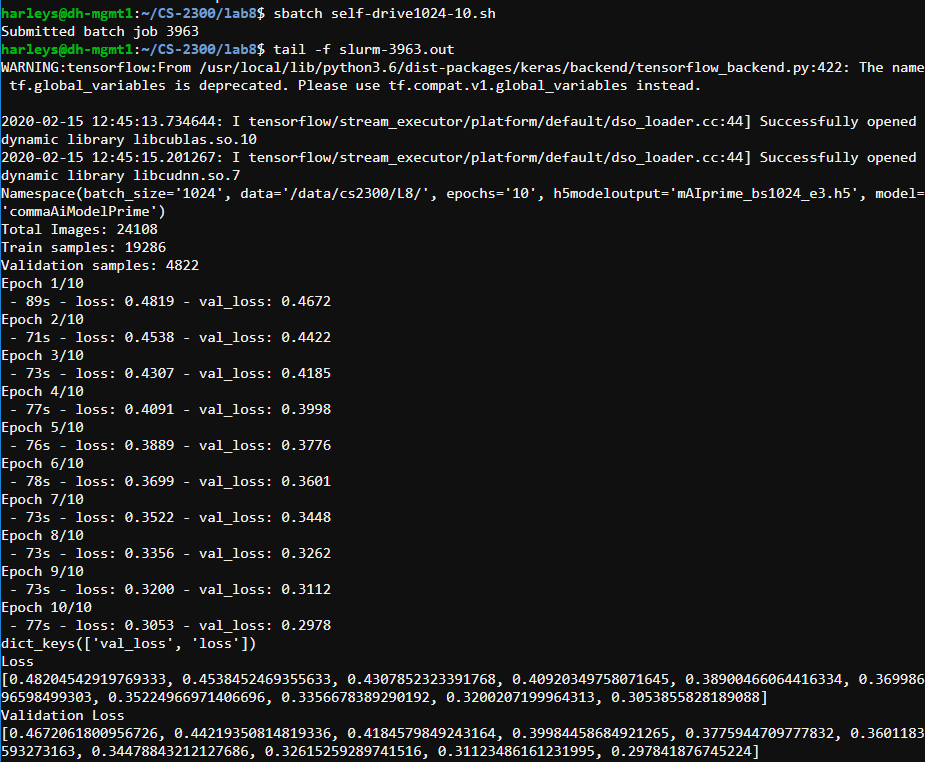 harleys@dh-mgmt1:~/CS-2300/lab8$ sbatch self-drive1024-10.sh
Submitted batch job 3963
harleys@dh-mgmt1:~/CS-2300/lab8$ tail -f slurm-3963.out
WARNING:tensorflow:From /usr/local/lib/python3.6/dist-packages/keras/backend/tensorflow_backend.py:422: The name
tf.global_variables is deprecated. Please use tf.compat.v1.global_variables instead.
2020-02-15 12:45:13.734644: I tensorflow/stream_executor/platform/default/dso_loader.cc:44] Successfully opened
dynamic library libcublas.so.10
2020-02-15 12:45:15.201267: I tensorflow/stream_executor/platform/default/dso_loader.cc:44] Successfully opened
dynamic library libcudnn.so.7
Namespace(batch_size='1024', data='/data/cs2300/L8/', epochs='10', h5modeloutput='mAIprime_bs1024_e3.h5', model=
'commaAiModelPrime')
Total Images: 24108
Train samples: 19286
Validation samples: 4822
Epoch 1/10
- 89s - loss: 0.4819 - val_loss: 0.4672
Epoch 2/10
- 71s - loss: 0.4538 - val_loss: 0.4422
Epoch 3/10
- 73s - loss: 0.4307 - val_loss: 0.4185
Epoch 4/10
- 77s - loss: 0.4091 - val_loss: 0.3998
Epoch 5/10
- 76s - loss: 0.3889 - val_loss: 0.3776
Epoch 6/10
- 78s - loss: 0.3699 - val_loss: 0.3601
Epoch 7/10
- 73s - loss: 0.3522 - val_loss: 0.3448
Epoch 8/10
- 73s - loss: 0.3356 - val_loss: 0.3262
Epoch 9/10
- 73s - loss: 0.3200 - val_loss: 0.3112
Epoch 10/10
- 77s - loss: 0.3053 - val_loss: 0.2978
dict_keys(['val_loss', 'loss'])
Loss
[0.48204542919769333, 0.4538452469355633, 0.4307852323391768, 0.40920349758071645, 0.38900466064416334, 0.369986
96598499303, 0.35224966971406696, 0.3355678389290192, 0.3200207199964313, 0.3053855828189088]
Validation Loss
[0.4672061800956726, 0.44219350814819336, 0.4184579849243164, 0.39984458684921265, 0.3775944709777832, 0.3601183
593273163, 0.34478843212127686, 0.32615259289741516, 0.31123486161231995, 0.297841876745224]